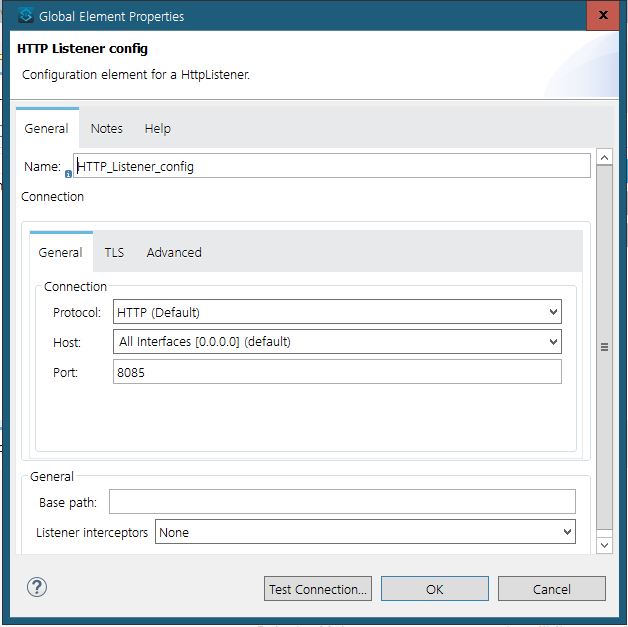 Global Element Properties
x
HTTP Listener config
Configuration element for a HttpListener.
General Notes Help
Name: HTTP_Listener_config
Connection
General TLS Advanced
Connection
Protocol: HTTP (Default)
Host: All Interfaces [0.0.0.0] (default)
Port: 8085
General
Base path:
Listener interceptors None
? Test Connection... OK Cancel